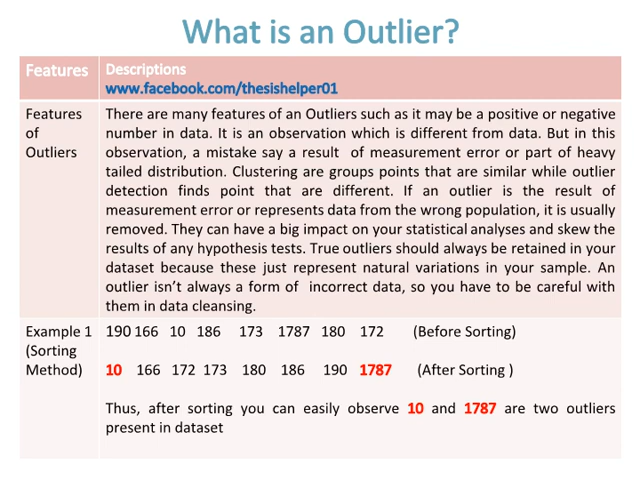 What is an Outlier?
Features
Descriptions
www.facebook.com/thesishelper01
Features
of
Outliers
There are many features of an Outliers such as it may be a positive or negative
number in data. It is an observation which is different from data. But in this
observation, a mistake say a result of measurement error or part of heavy
tailed distribution. Clustering are groups points that are similar while outlier
detection finds point that are different. If an outlier is the result of
measurement error or represents data from the wrong population, it is usually
removed. They can have a big impact on your statistical analyses and skew the
results of any hypothesis tests. True outliers should always be retained in your
dataset because these just represent natural variations in your sample. An
outlier isn't always a form of incorrect data, so you have to be careful with
them in data cleansing.
Example 1
(Sorting
Method)
190 166 10 186 173 1787 180 172 (Before Sorting)
10 166 172 173 180 186 190 1787 (After Sorting )
Thus, after sorting you can easily observe 10 and 1787 are two outliers
present in dataset